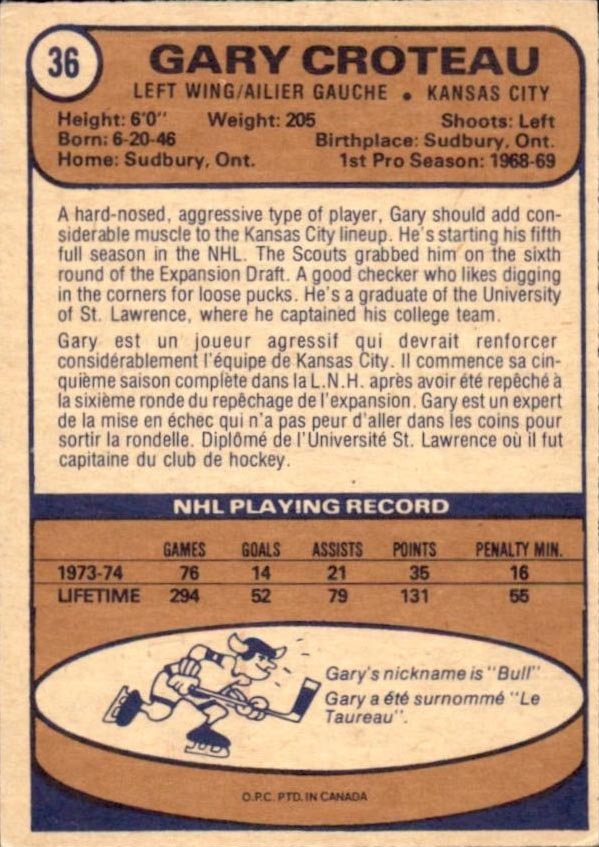 36
GARY CROTEAU
LEFT WING/AILIER GAUCHE • KANSAS CITY
Height: 6'0" Weight: 205 Shoots: Left
Born: 6-20-46 Birthplace: Sudbury, Ont.
Home: Sudbury, Ont. 1st Pro Season: 1968-69
A hard-nosed, aggressive type of player, Gary should add con-
siderable muscle to the Kansas City lineup. He's starting his fifth
full season in the NHL. The Scouts grabbed him on the sixth
round of the Expansion Draft. A good checker who likes digging
in the corners for loose pucks. He's a graduate of the University
of St. Lawrence, where he captained his college team.
Gary est un joueur agressif qui devrait renforcer
considérablement l'équipe de Kansas City. Il commence sa cin-
quième saison complète dans la L.N.H. après avoir été repêché à
la sixième ronde du repêchage de l'expansion. Gary est un expert
de la mise en échec qui n'a pas peur d'aller dans les coins pour
sortir la rondelle. Diplômé de l'Université St. Lawrence où il fut
capitaine du club de hockey.
NHL PLAYING RECORD
GAMES GOALS ASSISTS POINTS PENALTY MIN.
1973-74 76 14 21 35 16
LIFETIME 294 52 79 131 55
Gary's nickname is "Bull"
Gary a été surnommé "Le
Taureau".
O.P.C. PTD. IN CANADA